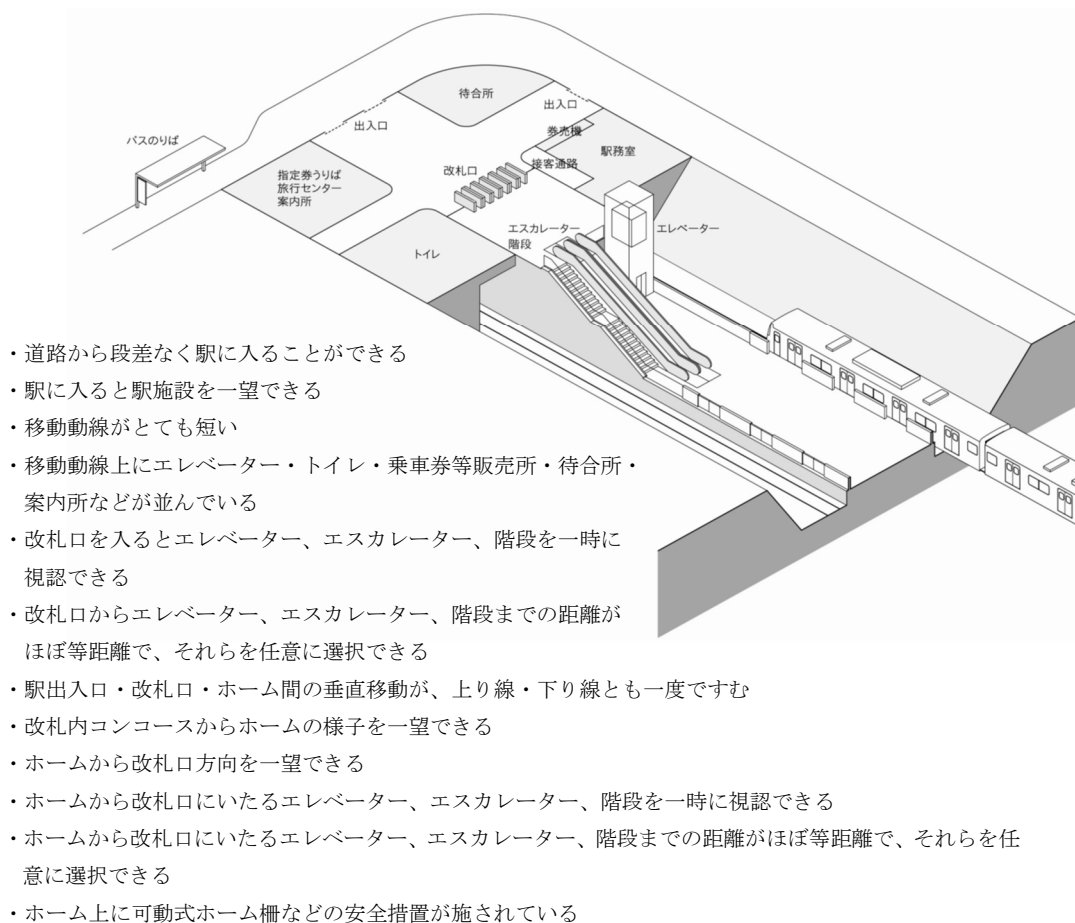 待合所
出入口
バスのりば
出入口
券売機
駅務室
接客通路
改札口
指定券うりば
旅行センター
案内所
エスカレーター
階段
エレベーター
トイレ
・道路から段差なく駅に入ることができる
・駅に入ると駅施設を一望できる
・移動動線がとても短い
・移動動線上にエレベーター・トイレ・乗車券等販売所・待合所・
案内所などが並んでいる
・改札口を入るとエレベーター、エスカレーター、階段を一時に
視認できる
・改札口からエレベーター、エスカレーター、階段までの距離が
ほぼ等距離で、それらを任意に選択できる
・駅出入口・改札口・ホーム間の垂直移動が、上り線・下り線とも一度ですむ
・改札内コンコースからホームの様子を一望できる
・ホームから改札口方向を一望できる
・ホームから改札口にいたるエレベーター、エスカレーター、階段を一時に視認できる
・ホームから改札口にいたるエレベーター、エスカレーター、階段までの距離がほぼ等距離で、それらを任
意に選択できる
・ホーム上に可動式ホーム柵などの安全措置が施されている